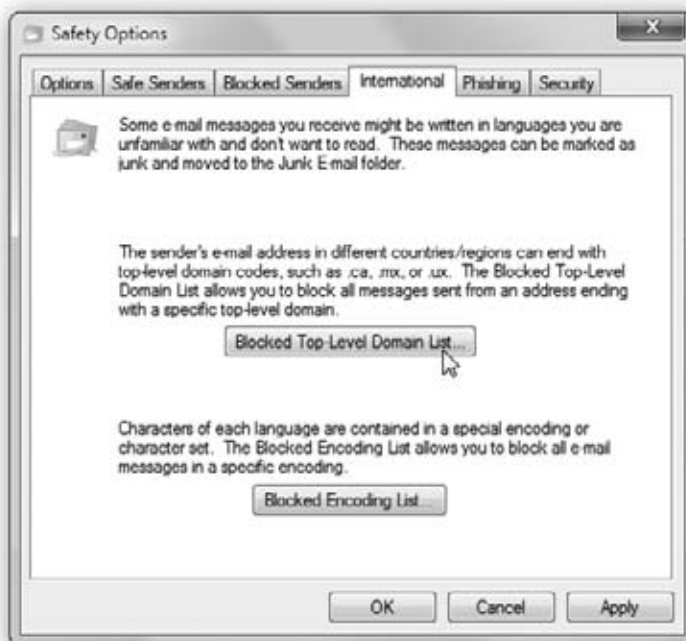 Safety Options
Options Safe Senders Blocked Senders International Phishing Security
Some e-mail messages you receive might be written in languages you are
unfamiliar with and don't want to read. These messages can be marked as
junk and moved to the Junk E-mail folder.
The sender's e-mail address in different countries/regions can end with
top-level domain codes, such as .ca, .mx, or .ux. The Blocked Top-Level
Domain List allows you to block all messages sent from an address ending
with a specific top-level domain.
Blocked Top-Level Domain List...
Characters of each language are contained in a special encoding or
character set. The Blocked Encoding List allows you to block all e-mail
messages in a specific encoding.
Blocked Encoding List...
OK Cancel Apply